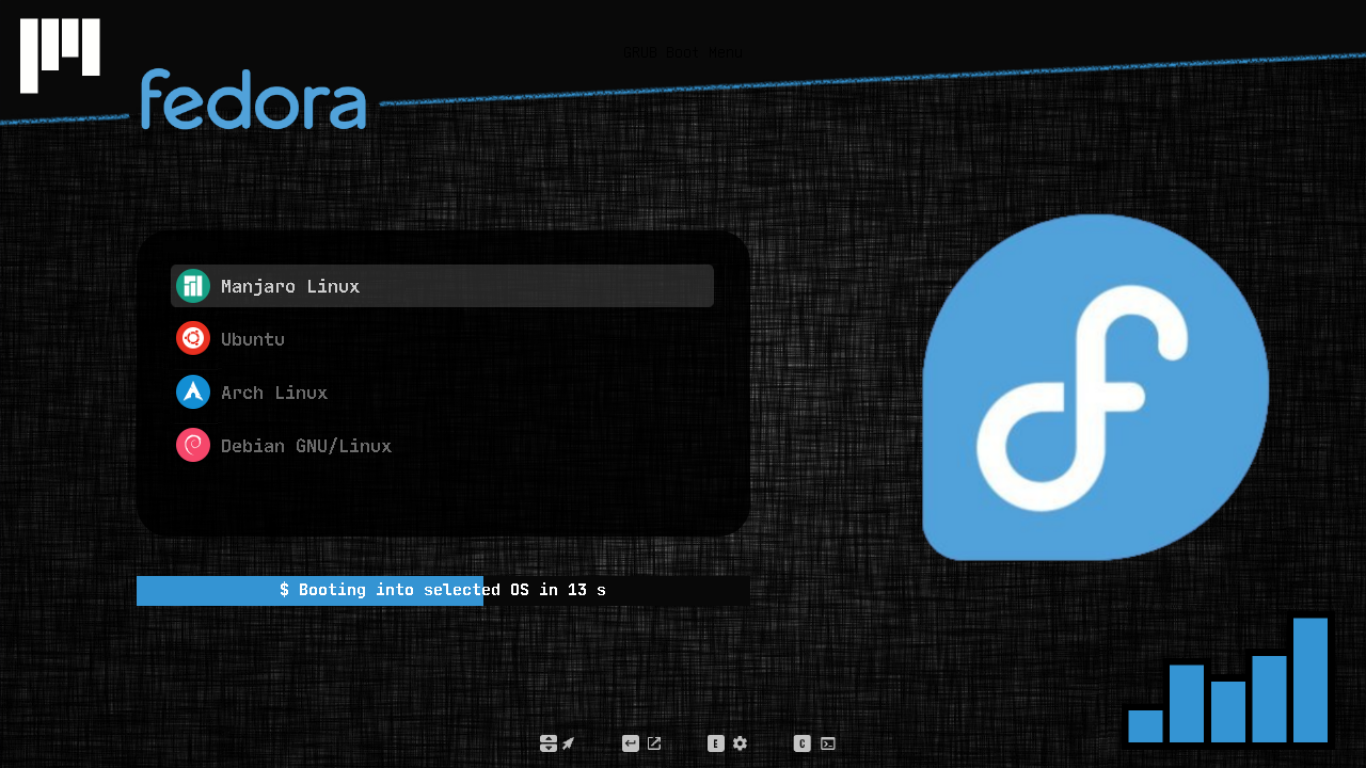 GRUB Boot Menu
fedora
Manjaro Linux
Ubuntu
Arch Linux
Debian GNU/Linux
$ Booting into selected OS in 13 s
E
C